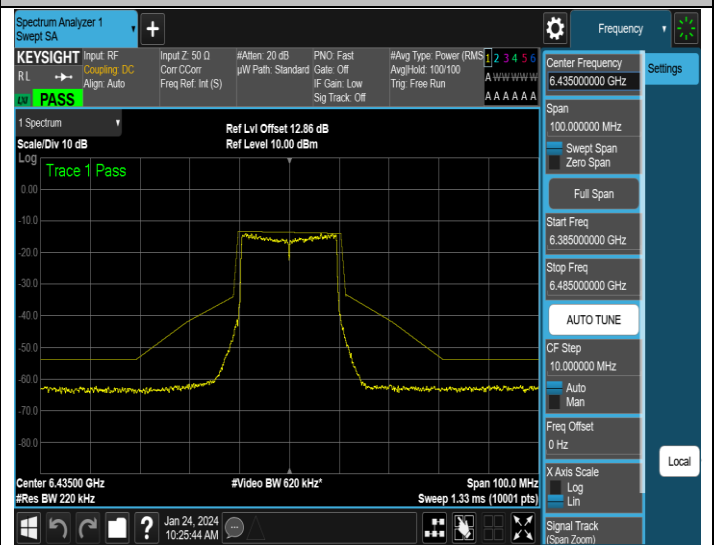 Spectrum Analyzer 1
Swept SA
+
Frequency
KEYSIGHT
RL
LXI
PASS
Input: RF
Coupling: DC
Align: Auto
Input Z: 50 Ω
Corr CCorr
Freq Ref: Int (S)
#Atten: 20 dB
µW Path: Standard
PNO: Fast
Gate: Off
IF Gain: Low
Sig Track: Off
#Avg Type: Power (RMS
Avg|Hold: 100/100
Trig: Free Run
1 2 3 4 5 6
A W W W W W
A A A A A A
1 Spectrum
Scale/Div 10 dB
Ref Lvl Offset 12.86 dB
Ref Level 10.00 dBm
Log
Trace 1 Pass
0.00
-10.0
-20.0
-30.0
-40.0
-50.0
-60.0
-70.0
-80.0
Center 6.43500 GHz
#Video BW 620 kHz*
Span 100.0 MHz
#Res BW 220 kHz
Sweep 1.33 ms (10001 pts)
Jan 24, 2024
10:25:44 AM
?
Center Frequency
6.435000000 GHz
Settings
Span
100.000000 MHz
Swept Span
Zero Span
Full Span
Start Freq
6.385000000 GHz
Stop Freq
6.485000000 GHz
AUTO TUNE
CF Step
10.000000 MHz
Auto
Man
Freq Offset
0 Hz
X Axis Scale
Log
Lin
Local
Signal Track
(Span Zoom)